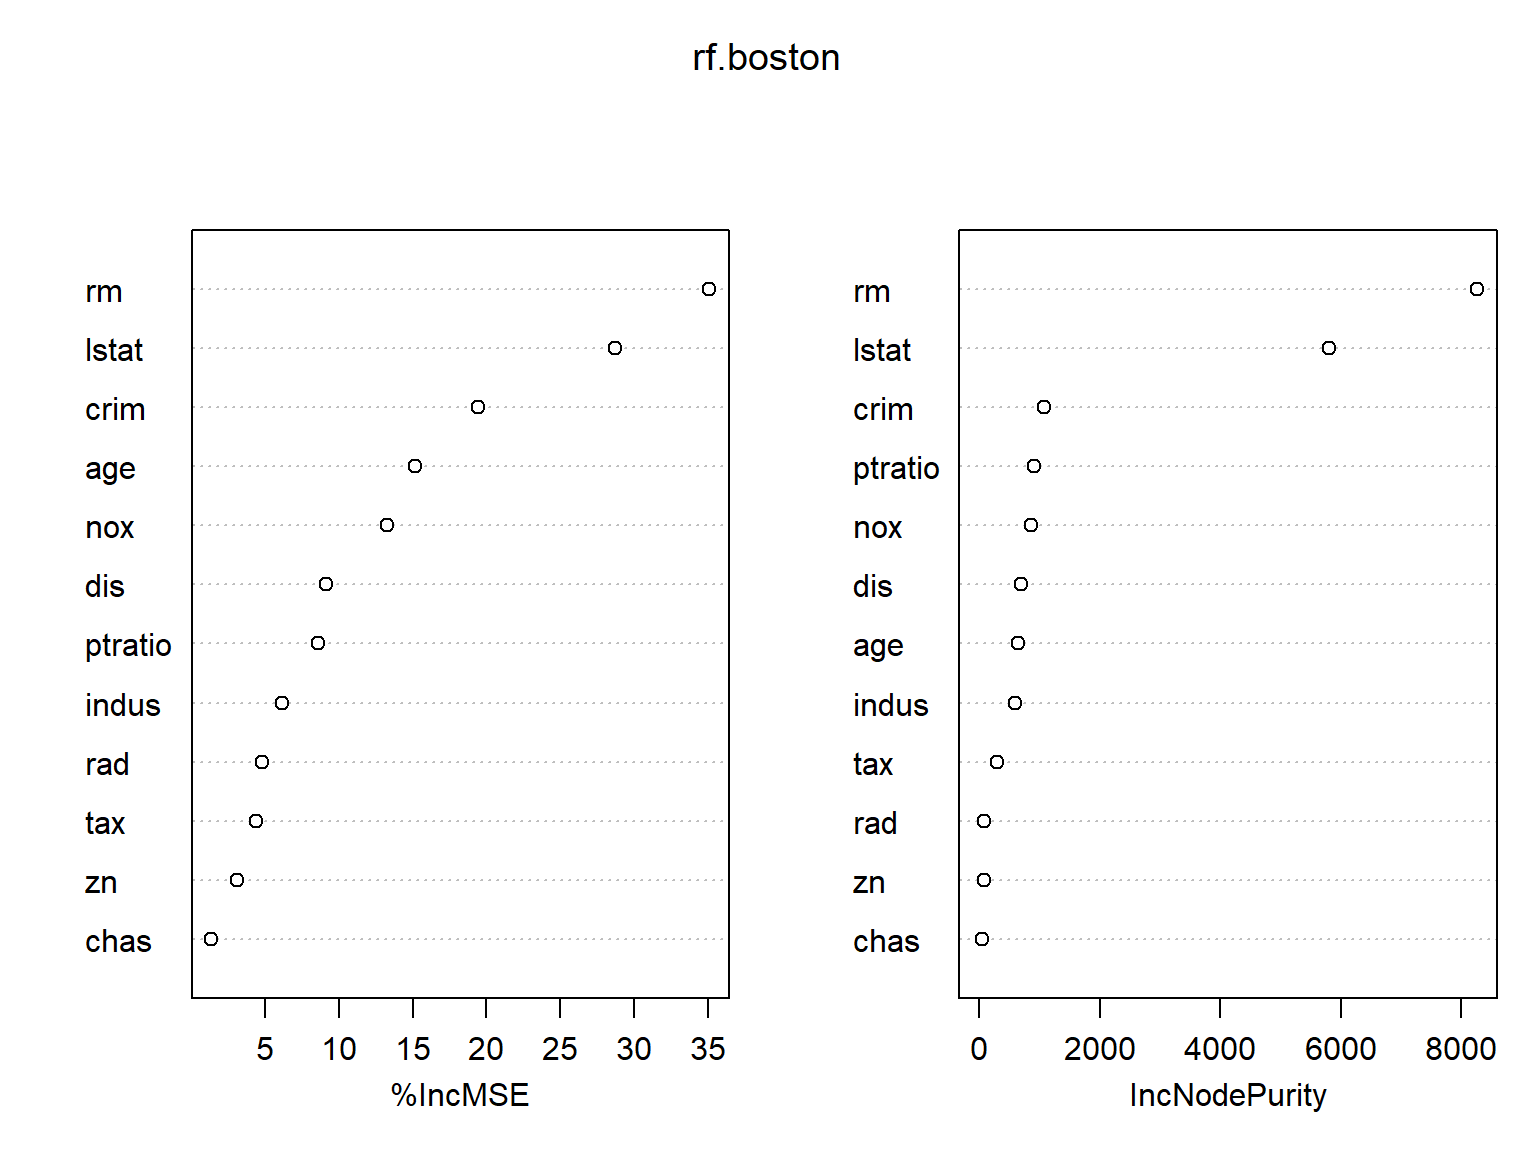 rf.boston
rm
lstat
crim
age
nox
dis
ptratio
indus
rad
tax
zn
chas
5 10 15 20 25 30 35
%IncMSE
rm
lstat
crim
ptratio
nox
dis
age
indus
tax
rad
zn
chas
0 2000 4000 6000 8000
IncNodePurity